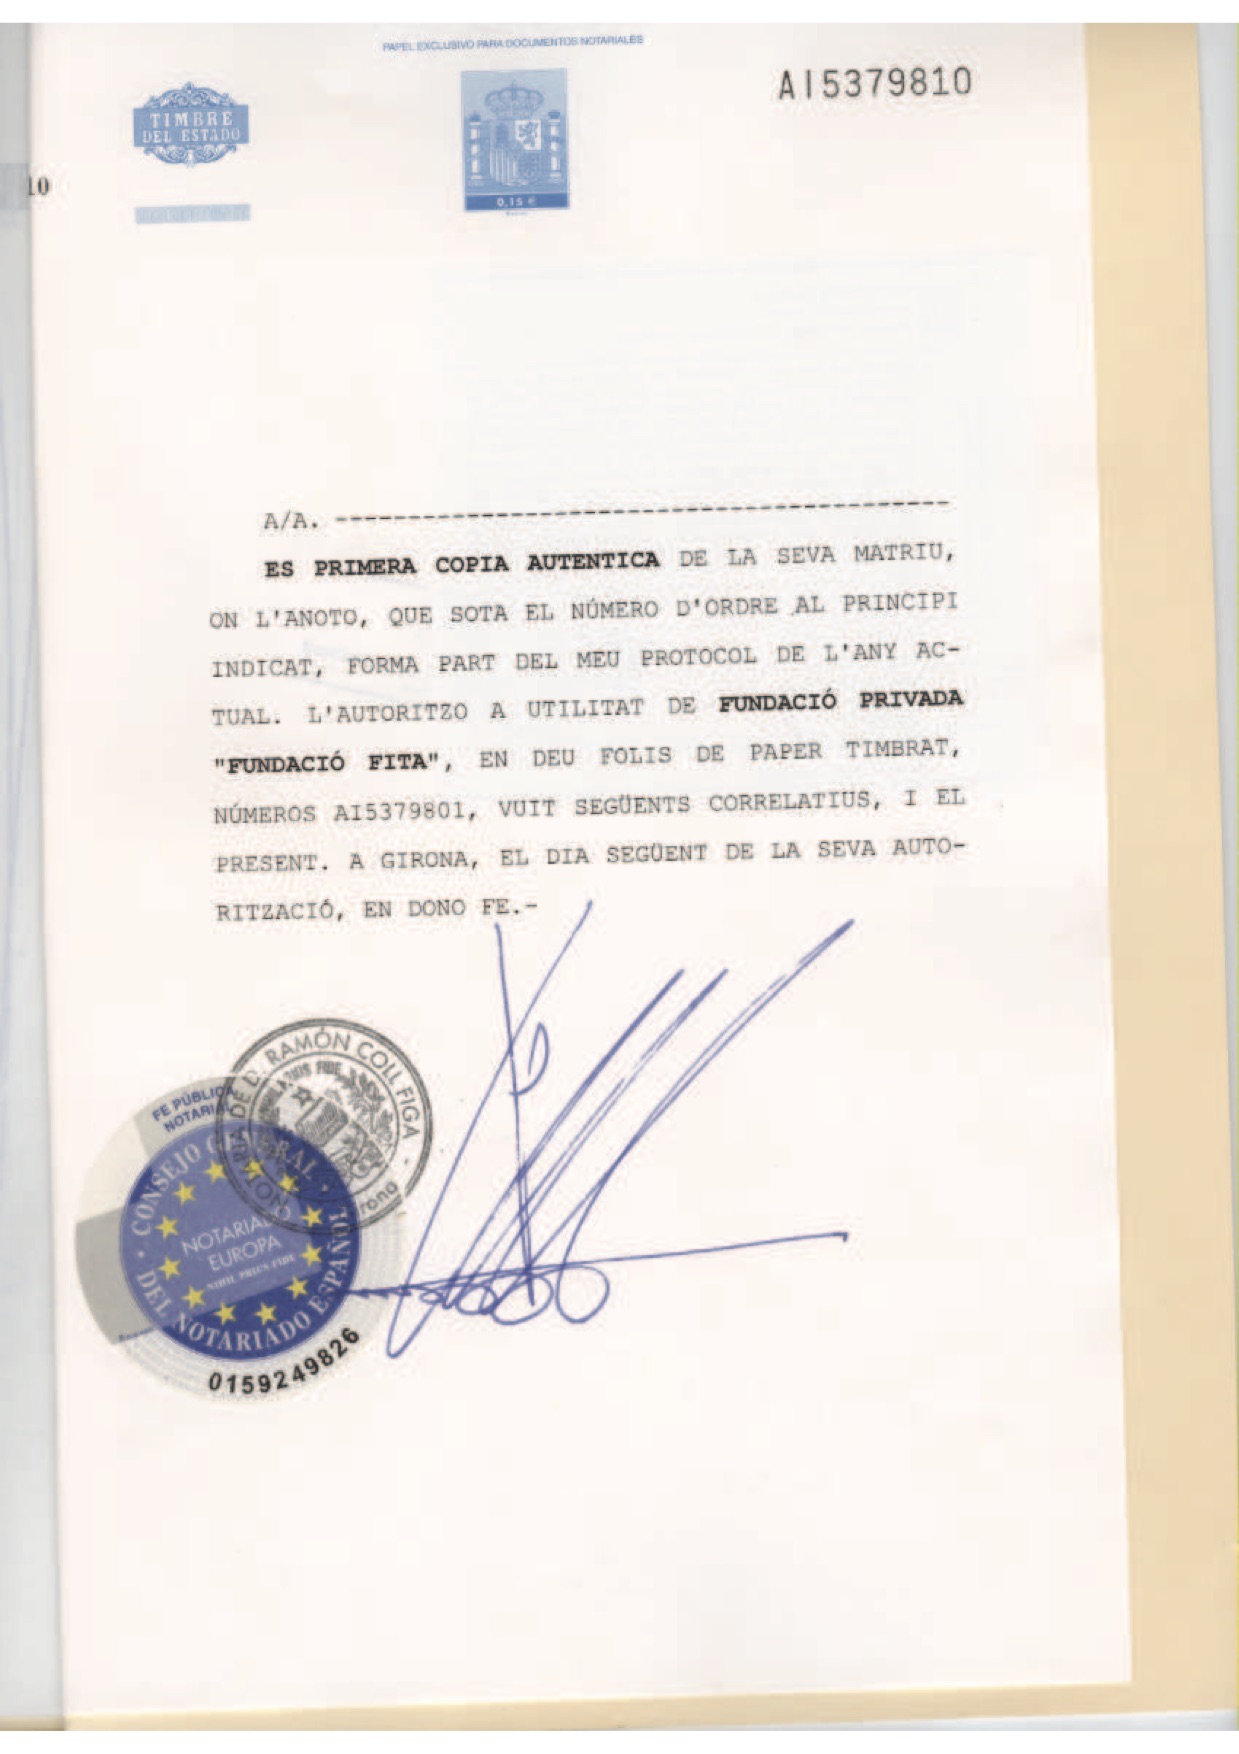 PAPEL EXCLUSIVO PARA DOCUMENTOS NOTARIALES
AI5379810
TIMBRE
DEL ESTADO
0,15 €
10
A/A. -------------------------------------------
ES PRIMERA COPIA AUTENTICA DE LA SEVA MATRIU,
ON L'ANOTO, QUE SOTA EL NÚMERO D'ORDRE AL PRINCIPI
INDICAT, FORMA PART DEL MEU PROTOCOL DE L'ANY AC-
TUAL. L'AUTORITZO A UTILITAT DE FUNDACIÓ PRIVADA
"FUNDACIÓ FITA", EN DEU FOLIS DE PAPER TIMBRAT,
NÚMEROS AI5379801, VUIT SEGÜENTS CORRELATIUS, I EL
PRESENT. A GIRONA, EL DIA SEGÜENT DE LA SEVA AUTO-
RITZACIÓ, EN DONO FE.-
DE D. RAMÓN COLL FIGA
FE PÚBLICA
NOTARIAL
CONSEJO GENERAL
DEL NOTARIADO ESPAÑOL
EUROPA
NIHIL PRIUS FIDE
0159249826